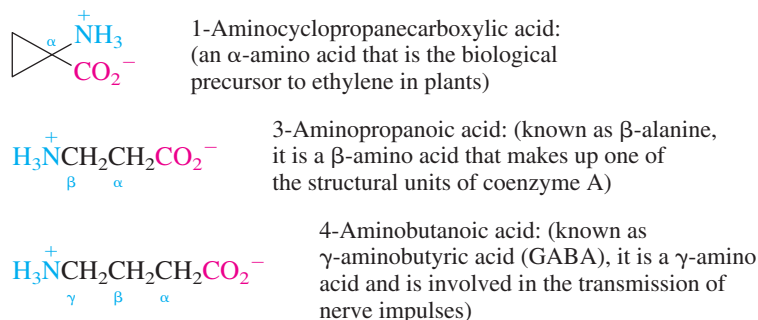 +
NH₃
α
CO₂⁻
1-Aminocyclopropanecarboxylic acid:
(an α-amino acid that is the biological
precursor to ethylene in plants)
+
H₃NCH₂CH₂CO₂⁻
β α
3-Aminopropanoic acid: (known as β-alanine,
it is a β-amino acid that makes up one of
the structural units of coenzyme A)
+
H₃NCH₂CH₂CH₂CO₂⁻
γ β α
4-Aminobutanoic acid: (known as
γ-aminobutyric acid (GABA), it is a γ-amino
acid and is involved in the transmission of
nerve impulses)